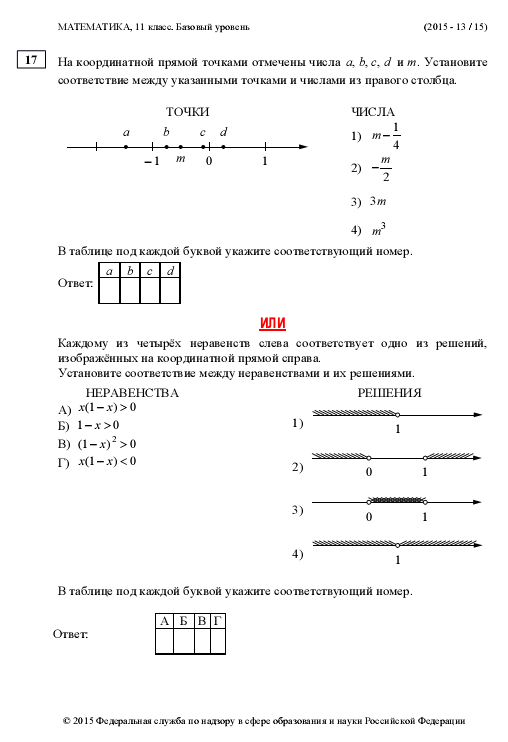 МАТЕМАТИКА, 11 класс. Базовый уровень (2015 - 13 / 15)
17 На координатной прямой точками отмечены числа a, b, c, d и m. Установите
соответствие между указанными точками и числами из правого столбца.
ТОЧКИ ЧИСЛА
a b c d
−1 m 0 1
1) m − 1/4
2) −m/2
3) 3m
4) m³
В таблице под каждой буквой укажите соответствующий номер.
Ответ: a b c d
ИЛИ
Каждому из четырёх неравенств слева соответствует одно из решений,
изображённых на координатной прямой справа.
Установите соответствие между неравенствами и их решениями.
НЕРАВЕНСТВА РЕШЕНИЯ
А) x(1 − x) > 0
Б) 1 − x > 0
В) (1 − x)² > 0
Г) x(1 − x) < 0
1) 1
2) 0 1
3) 0 1
4) 1
В таблице под каждой буквой укажите соответствующий номер.
Ответ: А Б В Г
© 2015 Федеральная служба по надзору в сфере образования и науки Российской Федерации